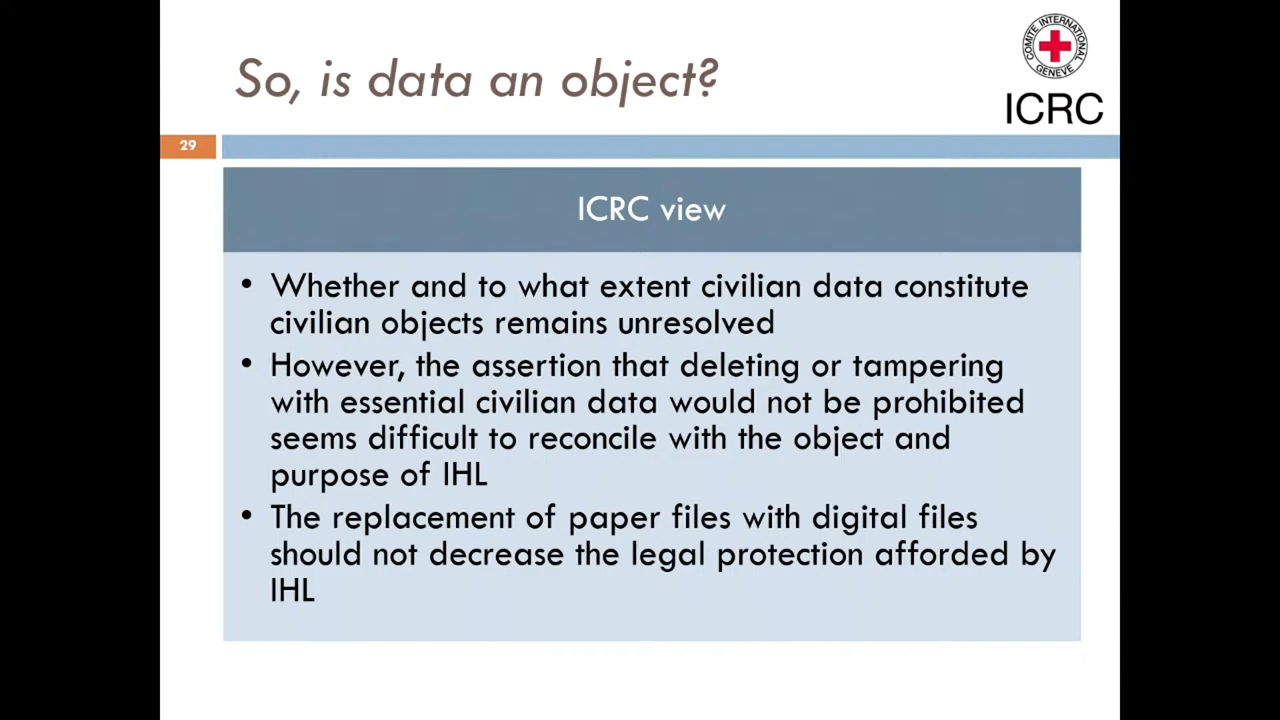 So, is data an object?
COMITE INTERNATIONAL
GENEVE
ICRC
29
ICRC view
• Whether and to what extent civilian data constitute
civilian objects remains unresolved
• However, the assertion that deleting or tampering
with essential civilian data would not be prohibited
seems difficult to reconcile with the object and
purpose of IHL
• The replacement of paper files with digital files
should not decrease the legal protection afforded by
IHL